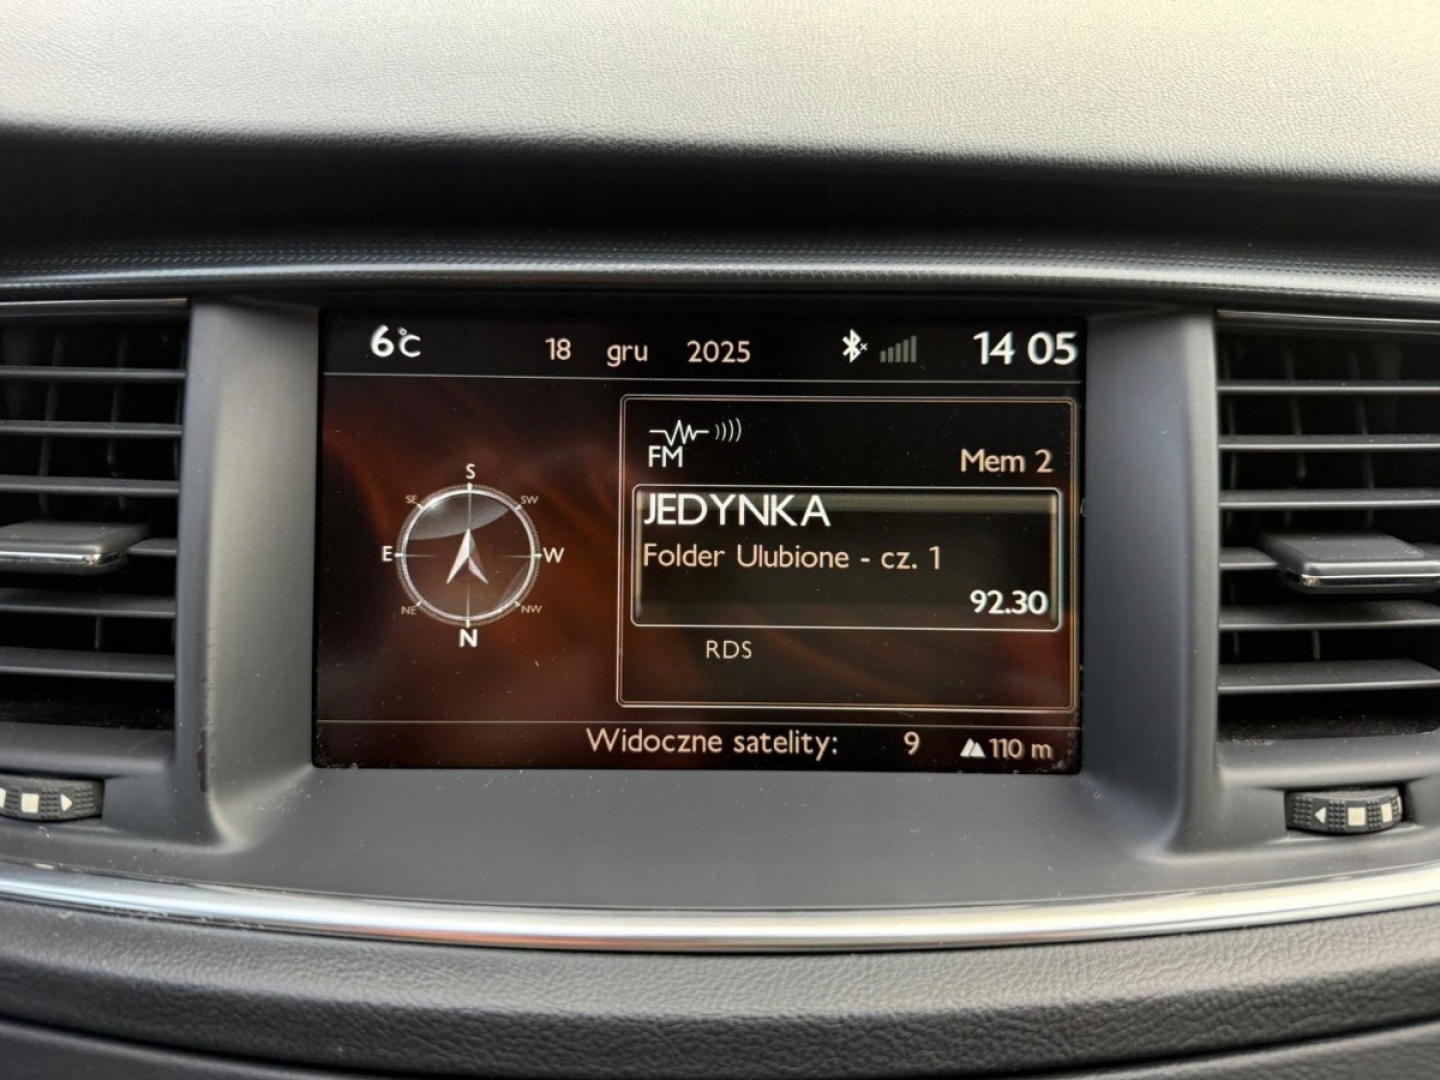 6°C 18 gru 2025 14 05
FM
Mem 2
JEDYNKA
Folder Ulubione - cz. 1
92.30
RDS
S
SE SW
E W
NE NW
N
Widoczne satelity: 9 110 m